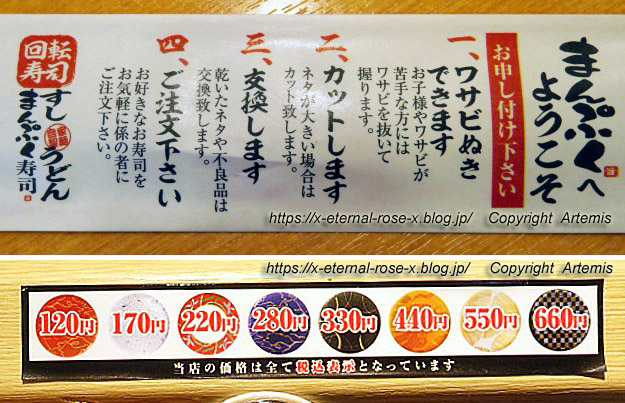 まんぷくへ
ようこそ
お申し付け下さい
一、ワサビぬき
できます
お子様やワサビが
苦手な方には
ワサビを抜いて
握ります。
二、カットします
ネタが大きい場合は
カット致します。
三、交換します
乾いたネタや不良品は
交換致します。
四、ご注文下さい
お好きなお寿司を
お気軽に係の者に
ご注文下さい。
回転
寿司
すし うどん
まんぷく寿司
https://x-eternal-rose-x.blog.jp/ Copyright Artemis
https://x-eternal-rose-x.blog.jp/ Copyright Artemis
120円 170円 220円 280円 330円 440円 550円 660円
当店の価格は全て税込表示となっています